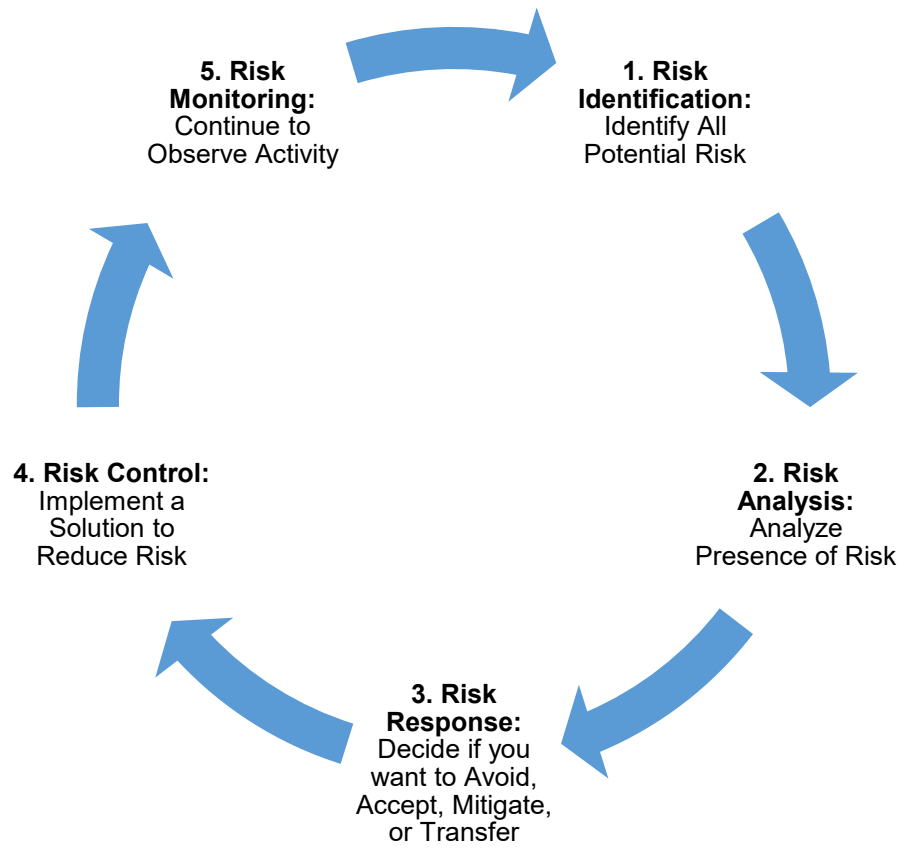 1. Risk
Identification:
Identify All
Potential Risk
2. Risk
Analysis:
Analyze
Presence of Risk
3. Risk
Response:
Decide if you
want to Avoid,
Accept, Mitigate,
or Transfer
4. Risk Control:
Implement a
Solution to
Reduce Risk
5. Risk
Monitoring:
Continue to
Observe Activity